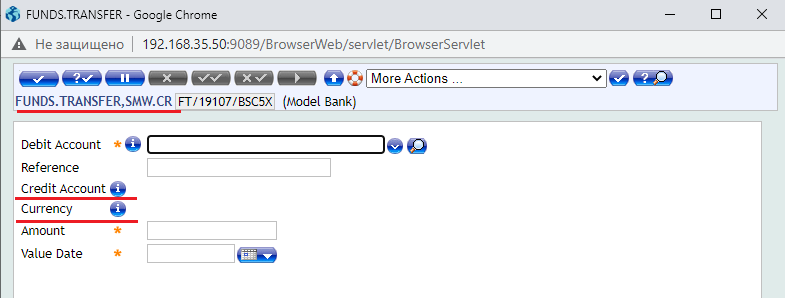 FUNDS.TRANSFER - Google Chrome
Не защищено 192.168.35.50:9089/BrowserWeb/servlet/BrowserServlet
More Actions ...
FUNDS.TRANSFER,SMW.CR FT/19107/BSC5X (Model Bank)
Debit Account *
Reference
Credit Account
Currency
Amount *
Value Date *